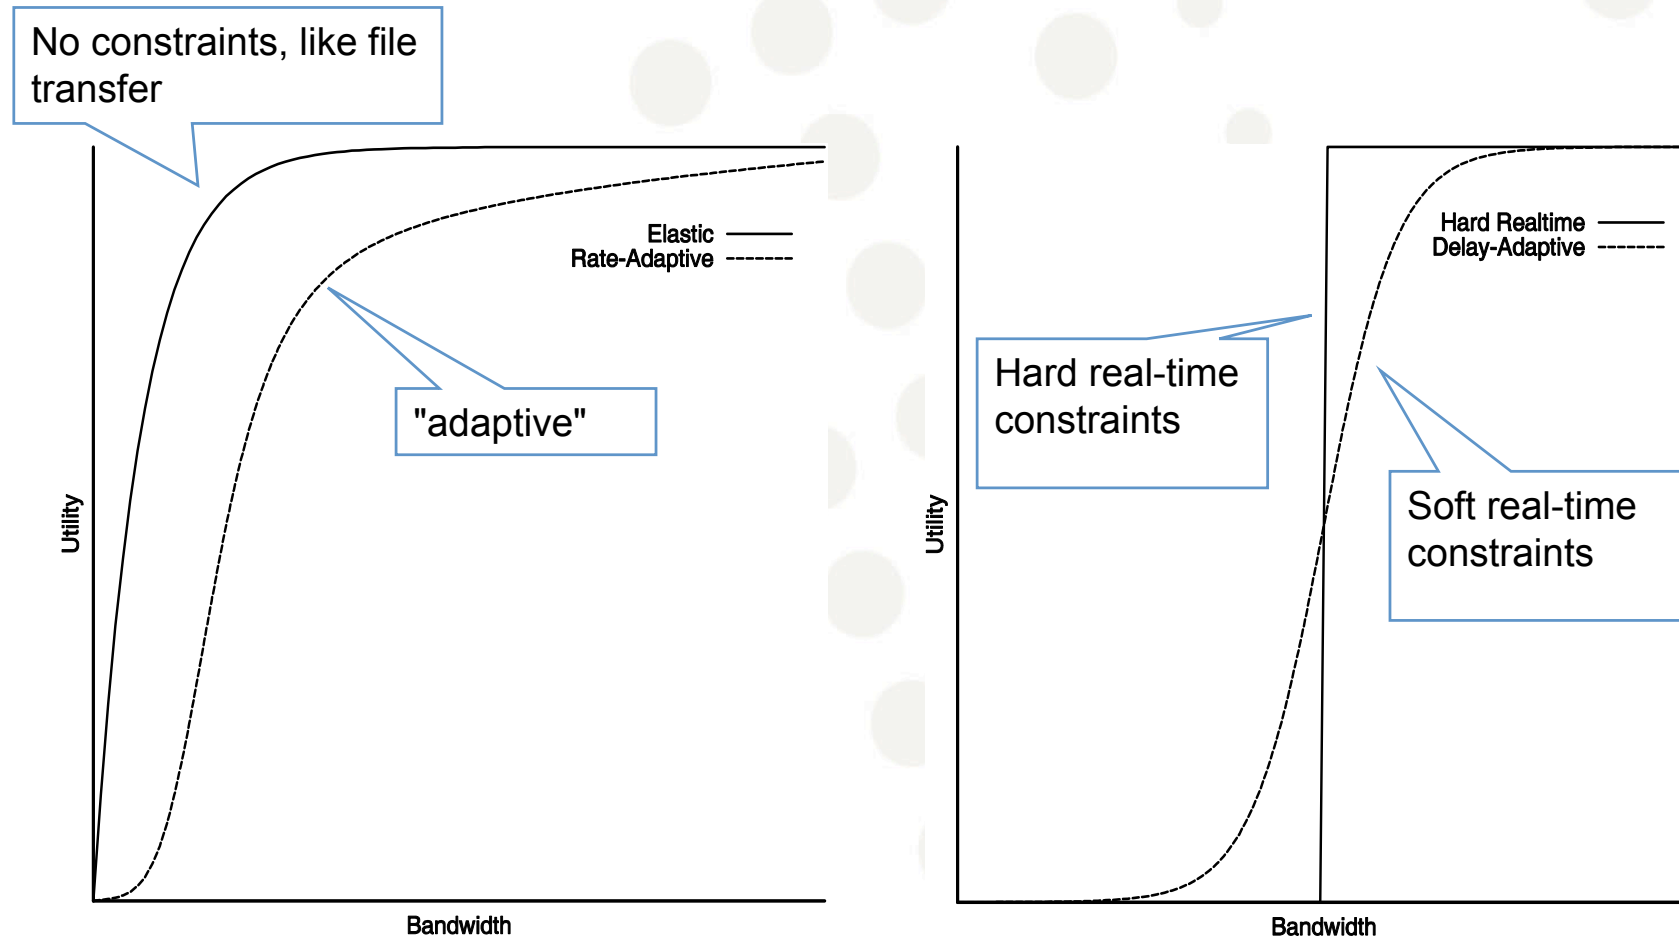 No constraints, like file
transfer
Elastic
Rate-Adaptive
"adaptive"
Utility
Bandwidth
Hard Realtime
Delay-Adaptive
Hard real-time
constraints
Soft real-time
constraints
Utility
Bandwidth